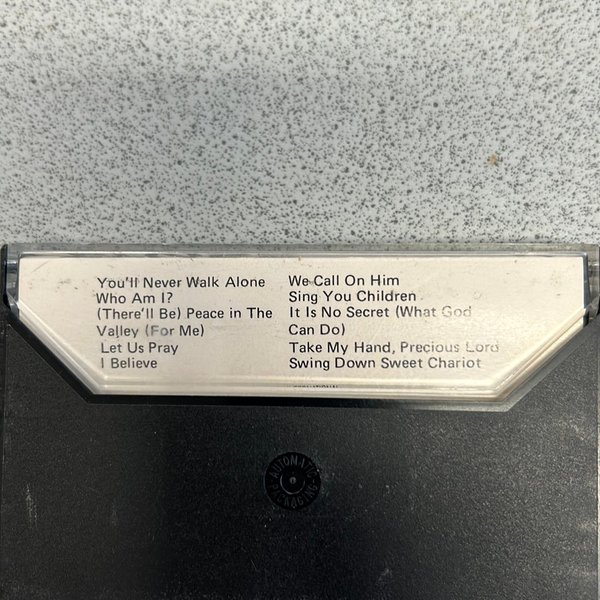 You'll Never Walk Alone
Who Am I?
(There'll Be) Peace in The
Valley (For Me)
Let Us Pray
I Believe
We Call On Him
Sing You Children
It Is No Secret (What God
Can Do)
Take My Hand, Precious Lord
Swing Down Sweet Chariot
AUTOMATIC